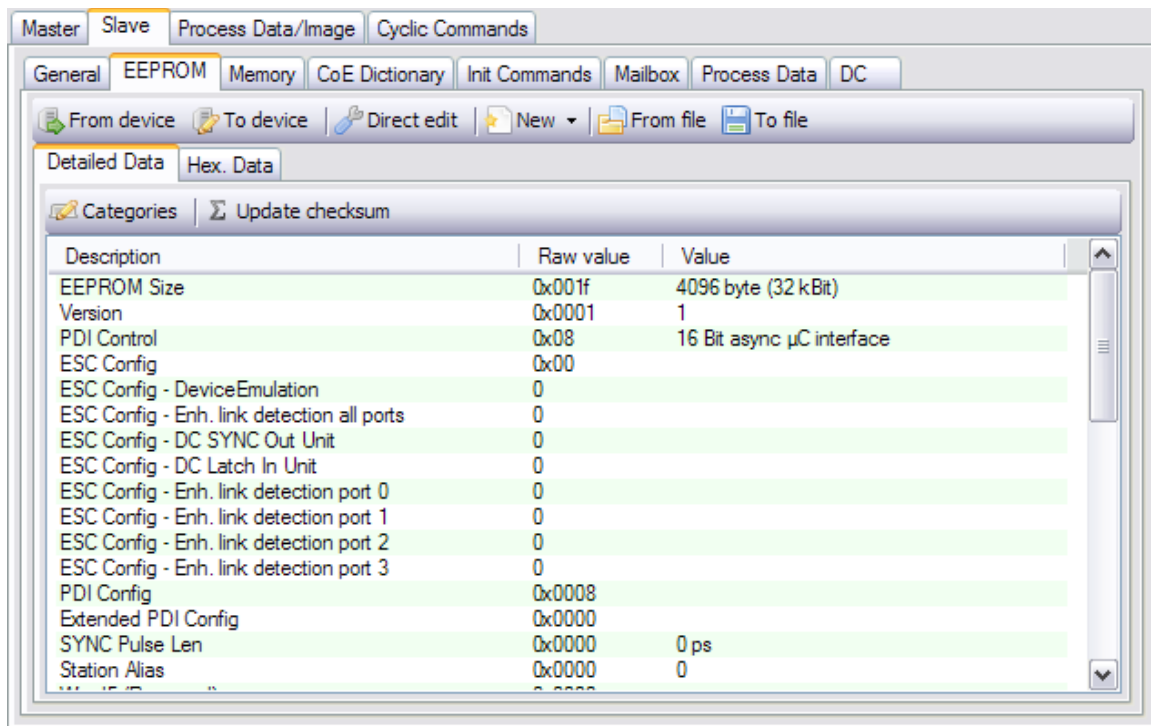 Master Slave Process Data/Image Cyclic Commands
General EEPROM Memory CoE Dictionary Init Commands Mailbox Process Data DC
From device To device Direct edit New From file To file
Detailed Data Hex. Data
Categories Σ Update checksum
Description Raw value Value
EEPROM Size 0x001f 4096 byte (32 kBit)
Version 0x0001 1
PDI Control 0x08 16 Bit async µC interface
ESC Config 0x00
ESC Config - DeviceEmulation 0
ESC Config - Enh. link detection all ports 0
ESC Config - DC SYNC Out Unit 0
ESC Config - DC Latch In Unit 0
ESC Config - Enh. link detection port 0 0
ESC Config - Enh. link detection port 1 0
ESC Config - Enh. link detection port 2 0
ESC Config - Enh. link detection port 3 0
PDI Config 0x0008
Extended PDI Config 0x0000
SYNC Pulse Len 0x0000 0 ps
Station Alias 0x0000 0